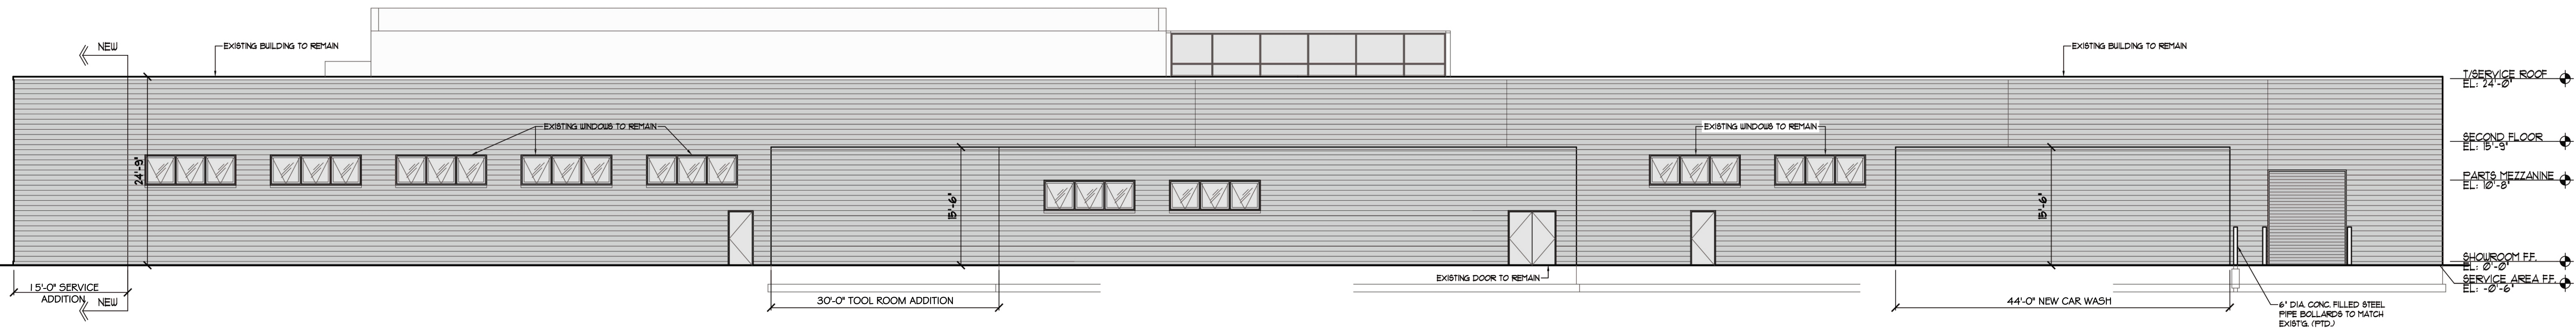 NEW
EXISTING BUILDING TO REMAIN
EXISTING BUILDING TO REMAIN
T/SERVICE ROOF
EL: 24'-0"
EXISTING WINDOWS TO REMAIN
EXISTING WINDOWS TO REMAIN
SECOND FLOOR
EL: 15'-9"
24'-9"
PARTS MEZZANINE
EL: 10'-8"
15'-6"
15'-6"
SHOWROOM F.F.
EL: 0'-0"
EXISTING DOOR TO REMAIN
SERVICE AREA F.F.
EL: -0'-6"
15'-0" SERVICE
ADDITION
NEW
30'-0" TOOL ROOM ADDITION
44'-0" NEW CAR WASH
6" DIA. CONC. FILLED STEEL
PIPE BOLLARDS TO MATCH
EXIST'G. (PTD.)